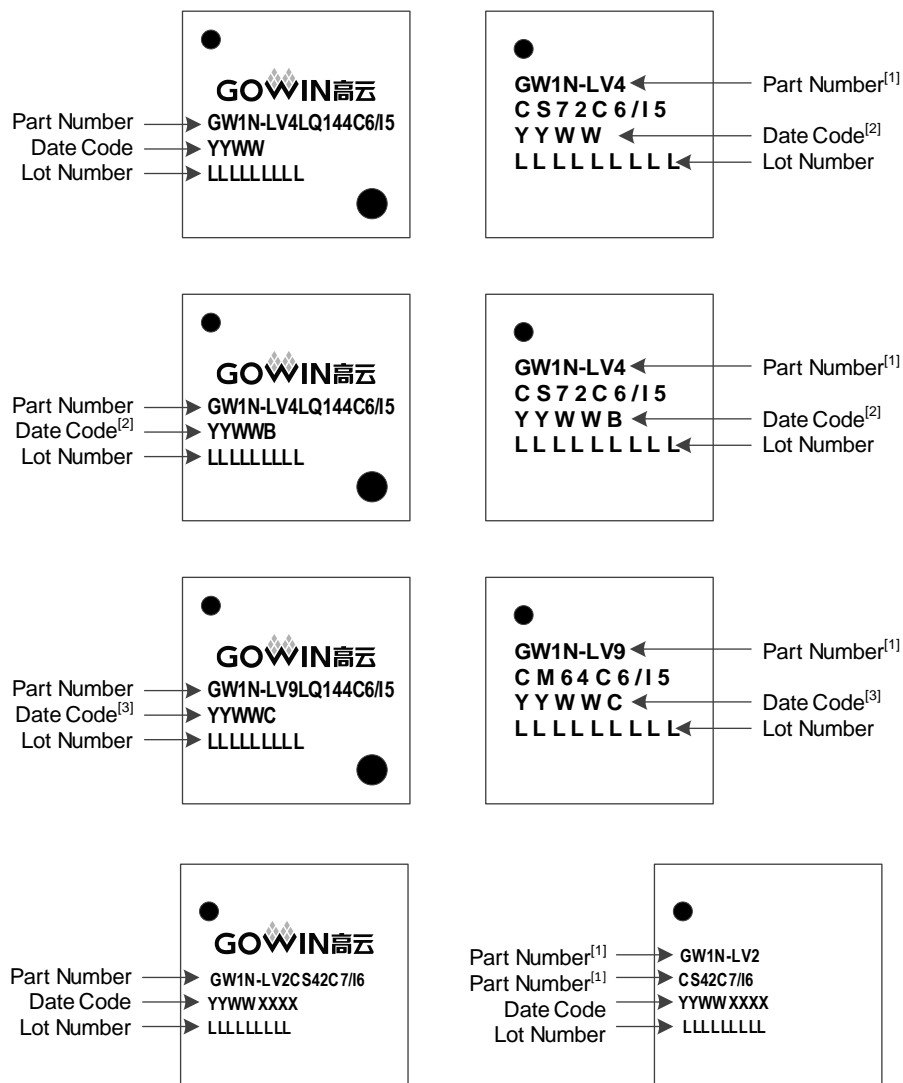 GOWIN高云
Part Number GW1N-LV4LQ144C6/I5
Date Code YYWW
Lot Number LLLLLLLLL
GW1N-LV4 Part Number[1]
CS72C6/I5
YYWW Date Code[2]
LLLLLLLLL Lot Number
GOWIN高云
Part Number GW1N-LV4LQ144C6/I5
Date Code[2] YYWWB
Lot Number LLLLLLLLL
GW1N-LV4 Part Number[1]
CS72C6/I5
YYWWB Date Code[2]
LLLLLLLLL Lot Number
GOWIN高云
Part Number GW1N-LV9LQ144C6/I5
Date Code[3] YYWWC
Lot Number LLLLLLLLL
GW1N-LV9 Part Number[1]
CM64C6/I5
YYWWC Date Code[3]
LLLLLLLLL Lot Number
GOWIN高云
Part Number GW1N-LV2CS42C7/I6
Date Code YYWWXXXX
Lot Number LLLLLLLLL
Part Number[1] GW1N-LV2
Part Number[1] CS42C7/I6
Date Code YYWWXXXX
Lot Number LLLLLLLLL